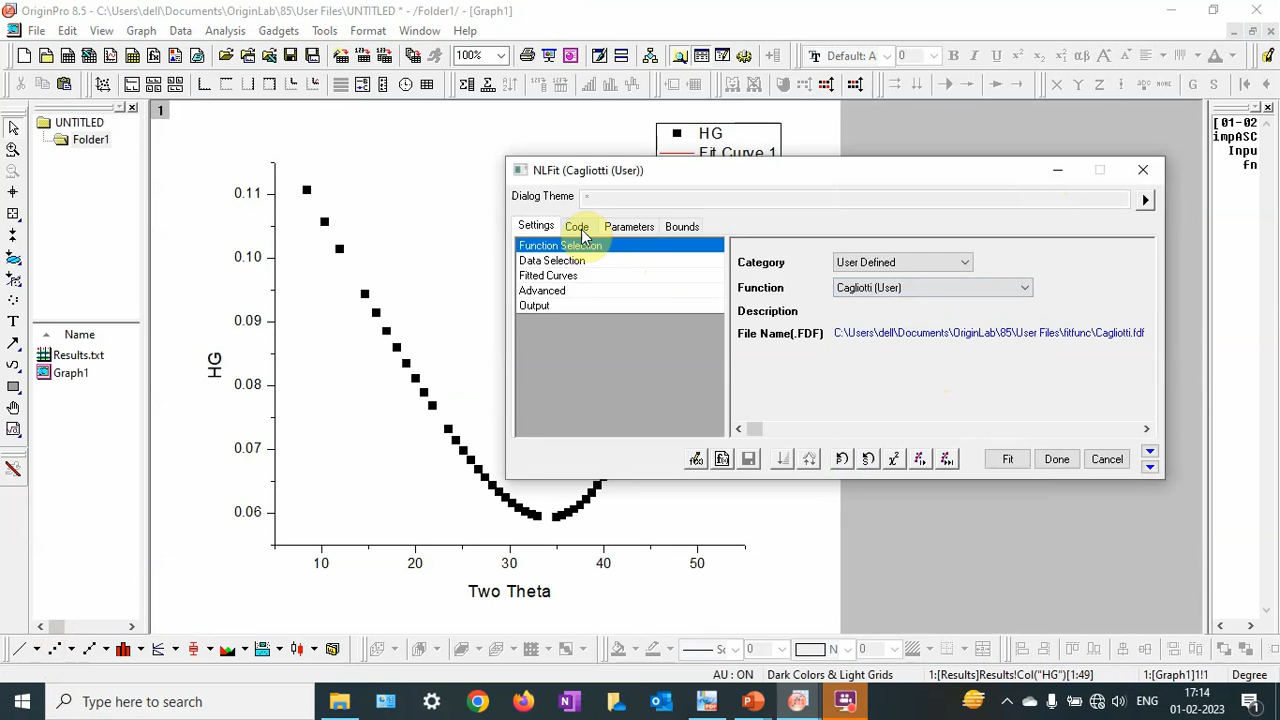 OriginPro 8.5 - C:\Users\dell\Documents\OriginLab\85\User Files\UNTITLED * - /Folder1/ - [Graph1]
File Edit View Graph Data Analysis Gadgets Tools Format Window Help
100% Default: A 0 B I U
1
UNTITLED
Folder1
Name
Results.txt
Graph1
HG
Fit Curve 1
0.11
0.10
0.09
0.08
0.07
0.06
HG
10 20 30 40 50
Two Theta
NLFit (Cagliotti (User))
Dialog Theme *
Settings Code Parameters Bounds
Function Selection
Data Selection
Fitted Curves
Advanced
Output
Category User Defined
Function Cagliotti (User)
Description
File Name(.FDF) C:\Users\dell\Documents\OriginLab\85\User Files\fitfunc\Cagliotti.fdf
Fit Done Cancel
[01-02
impASC
Inpu
fn
AU : ON Dark Colors & Light Grids 1:[Results]Results!Col("HG")[1:49] 1:[Graph1]1!1 Degree
Type here to search
ENG
17:14
01-02-2023